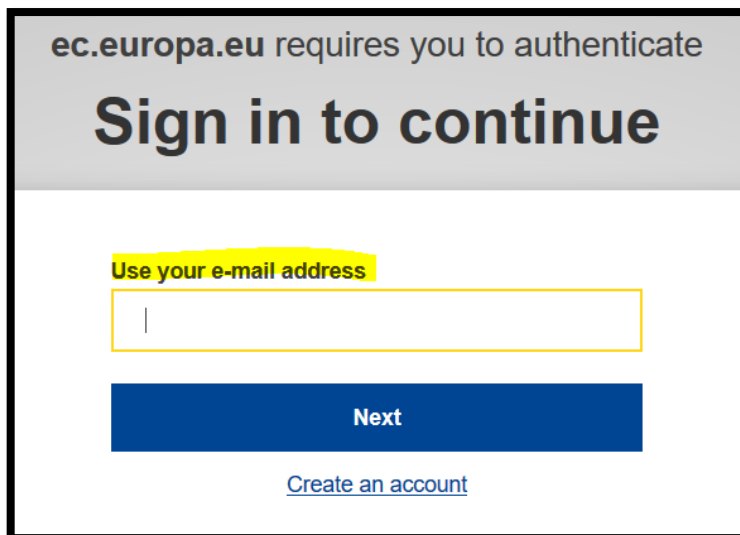 ec.europa.eu requires you to authenticate
Sign in to continue
Use your e-mail address
Next
Create an account